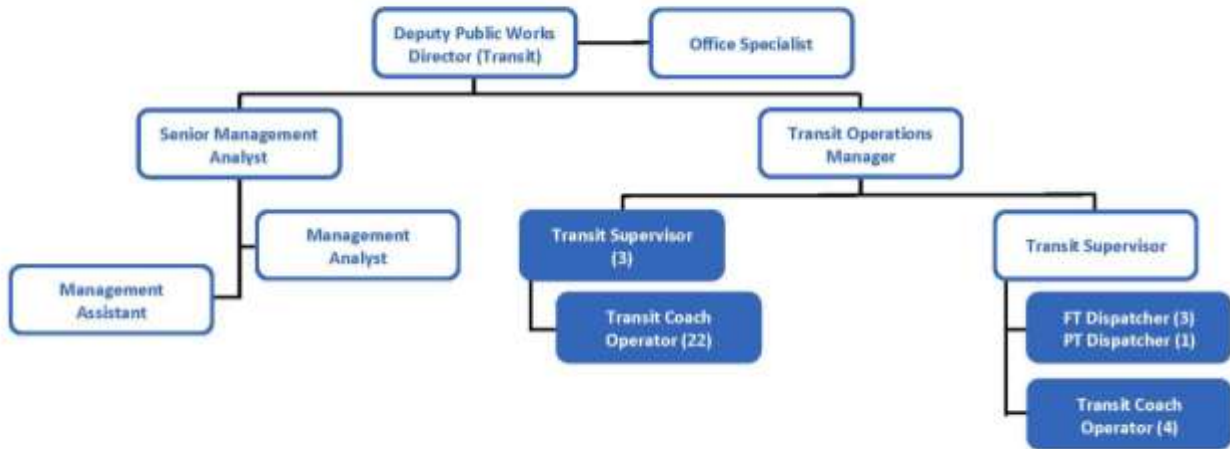 Deputy Public Works
Director (Transit)
Office Specialist
Senior Management
Analyst
Transit Operations
Manager
Management
Analyst
Management
Assistant
Transit Supervisor
(3)
Transit Coach
Operator (22)
Transit Supervisor
FT Dispatcher (3)
PT Dispatcher (1)
Transit Coach
Operator (4)